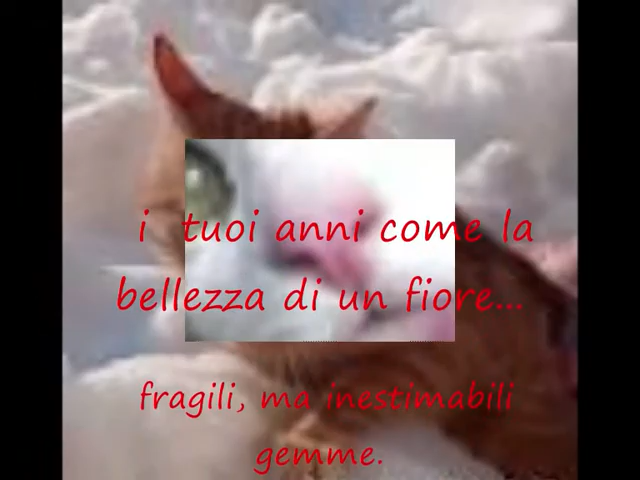 i tuoi anni come la
bellezza di un fiore...
fragili, ma inestimabili
gemme.